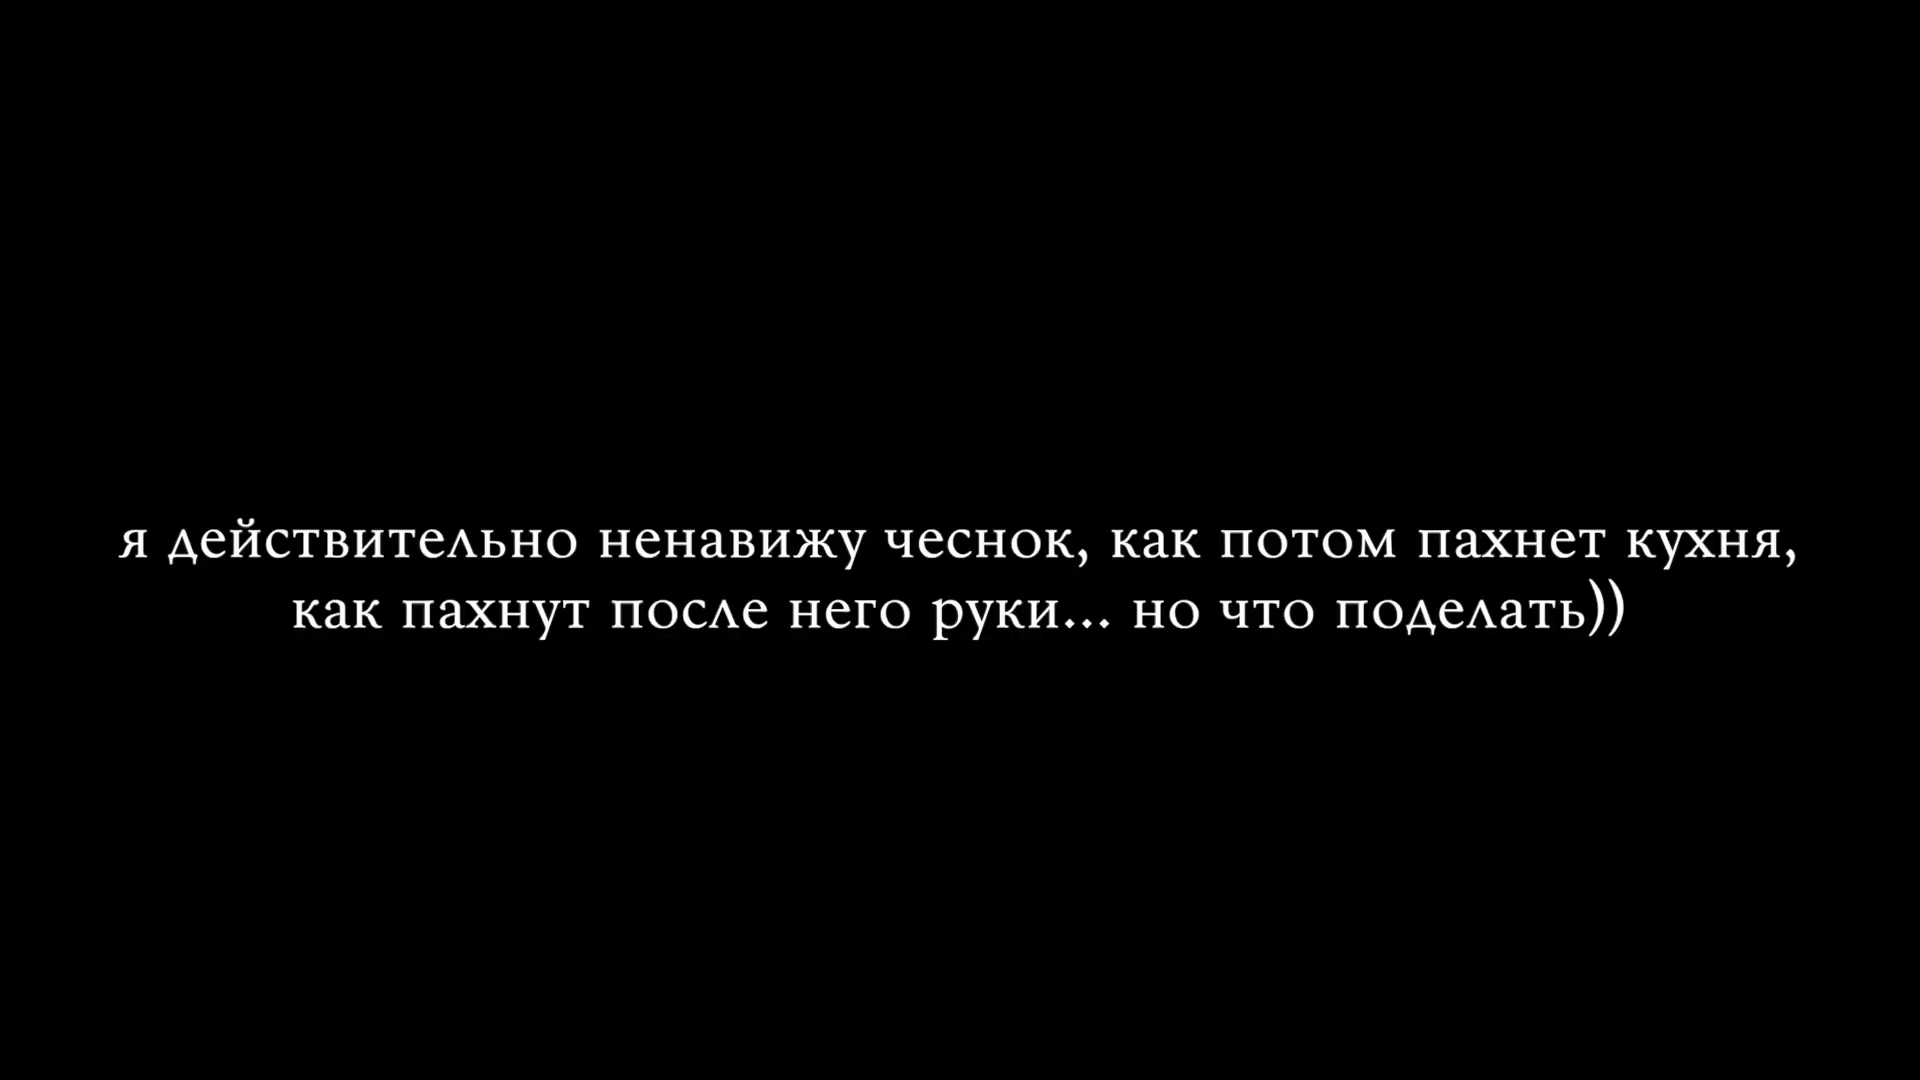 я действительно ненавижу чеснок, как потом пахнет кухня,
как пахнут после него руки... но что поделать))